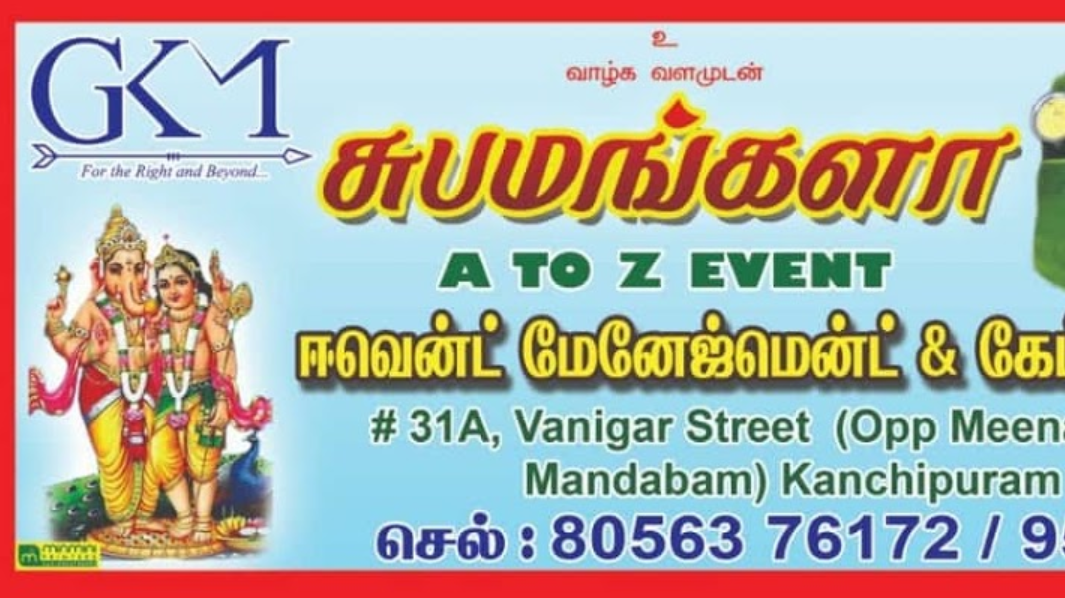 GKM
For the Right and Beyond...
உ
வாழ்க வளமுடன்
சுபமங்களா
A TO Z EVENT
ஈவென்ட் மேனேஜ்மென்ட் &
# 31A, Vanigar Street (Opp
Mandabam) Kanchipuram
செல் : 80563 76172 /